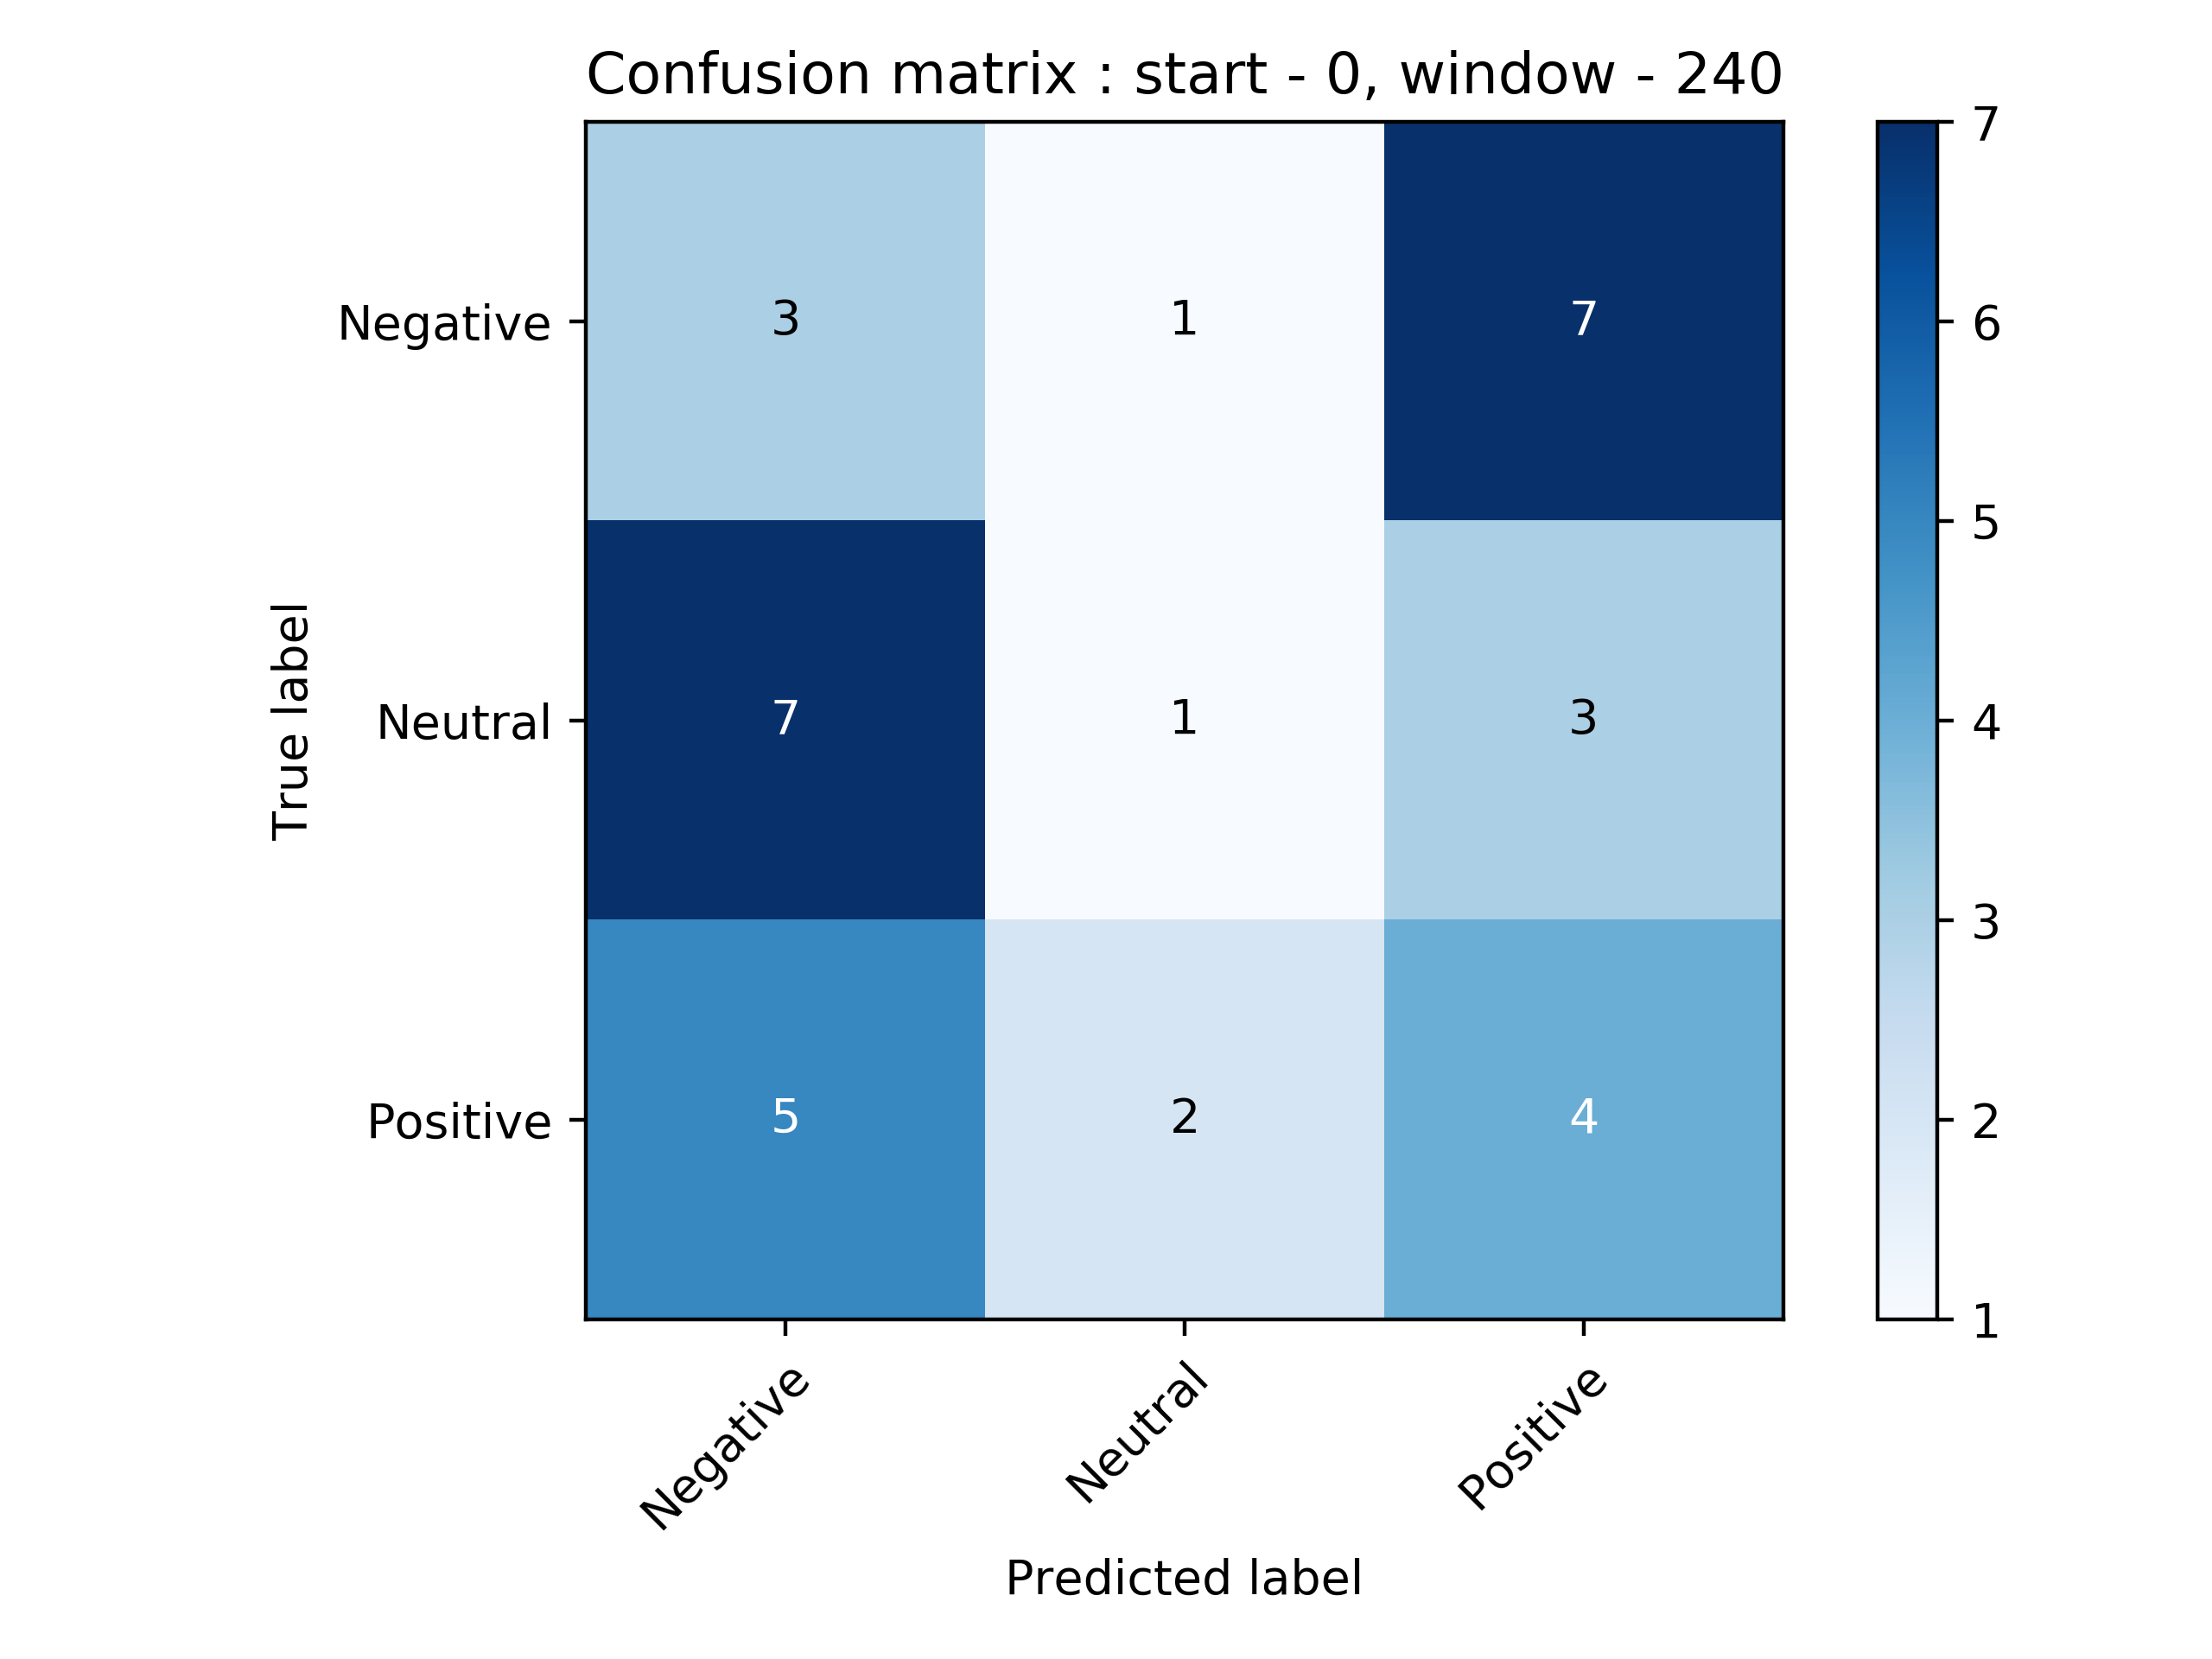 Confusion matrix : start - 0, window - 240
True label
Negative
Neutral
Positive
3 1 7
7 1 3
5 2 4
Negative
Neutral
Positive
Predicted label
7
6
5
4
3
2
1